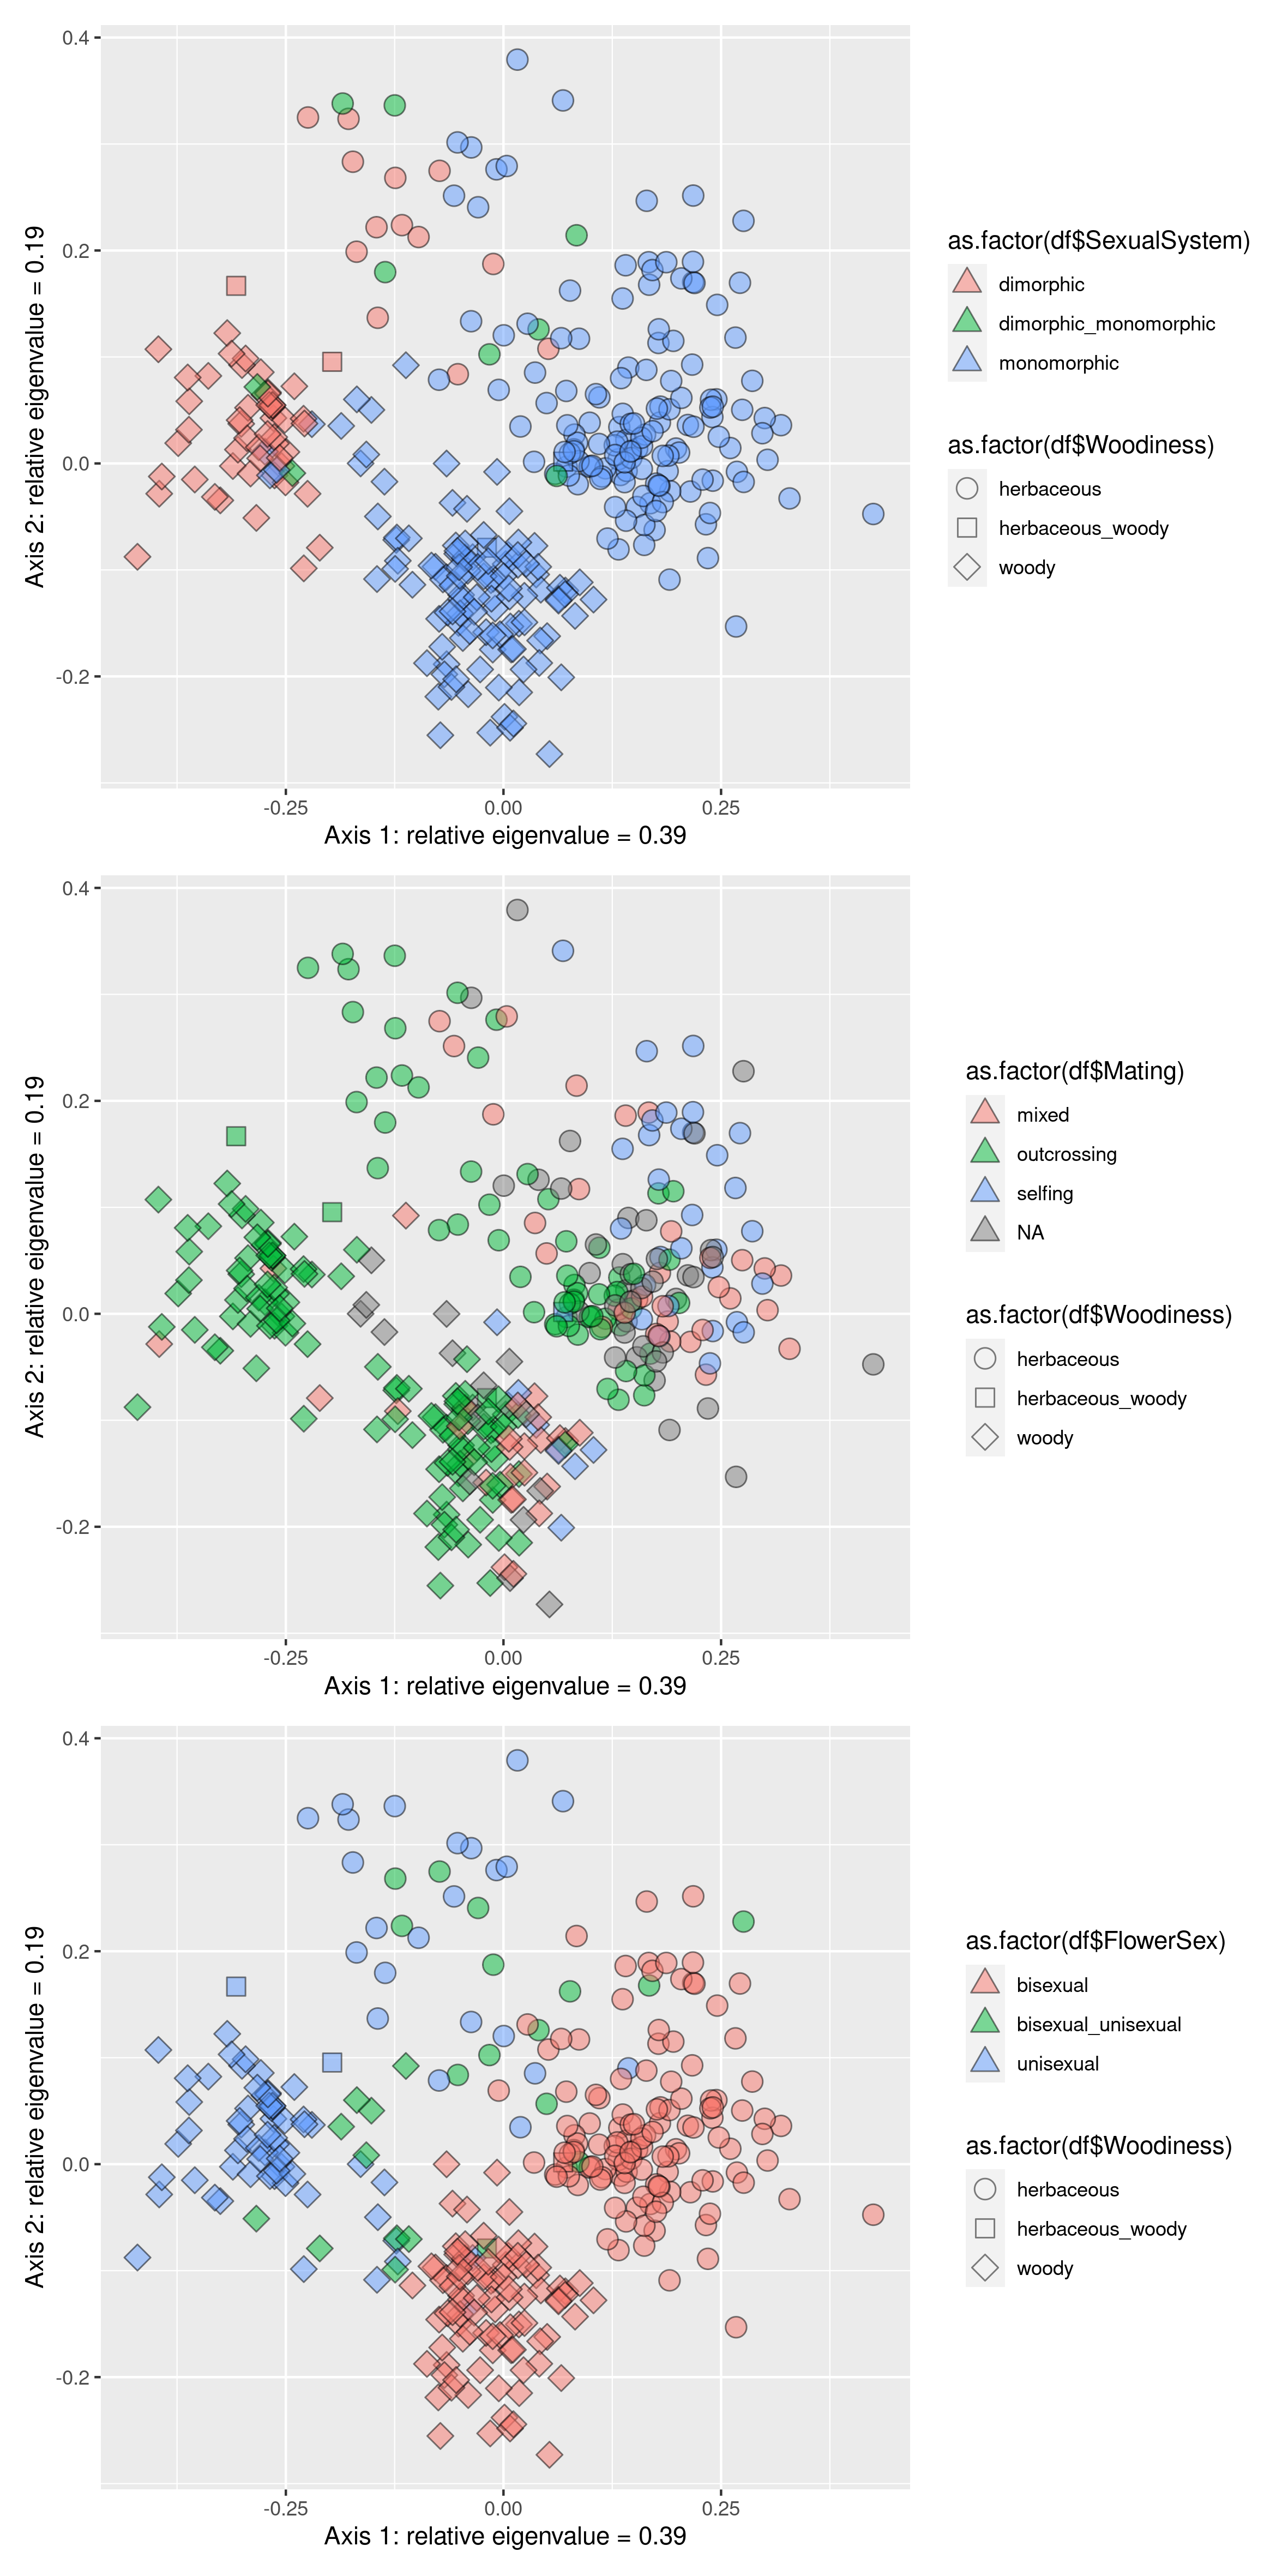 0.4
0.2
0.0
-0.2
Axis 2: relative eigenvalue = 0.19
-0.25
0.00
0.25
Axis 1: relative eigenvalue = 0.39
as.factor(df$SexualSystem)
dimorphic
dimorphic_monomorphic
monomorphic
as.factor(df$Woodiness)
herbaceous
herbaceous_woody
woody
0.4
0.2
0.0
-0.2
Axis 2: relative eigenvalue = 0.19
-0.25
0.00
0.25
Axis 1: relative eigenvalue = 0.39
as.factor(df$Mating)
mixed
outcrossing
selfing
NA
as.factor(df$Woodiness)
herbaceous
herbaceous_woody
woody
0.4
0.2
0.0
-0.2
Axis 2: relative eigenvalue = 0.19
-0.25
0.00
0.25
Axis 1: relative eigenvalue = 0.39
as.factor(df$FlowerSex)
bisexual
bisexual_unisexual
unisexual
as.factor(df$Woodiness)
herbaceous
herbaceous_woody
woody